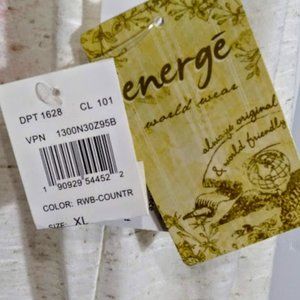 energé
world wear
always original
& world friendly
DPT 1628 CL 101
VPN 1300N30Z95B
1 90929 54452 2
COLOR: RWB-COUNTR
SIZE: XL